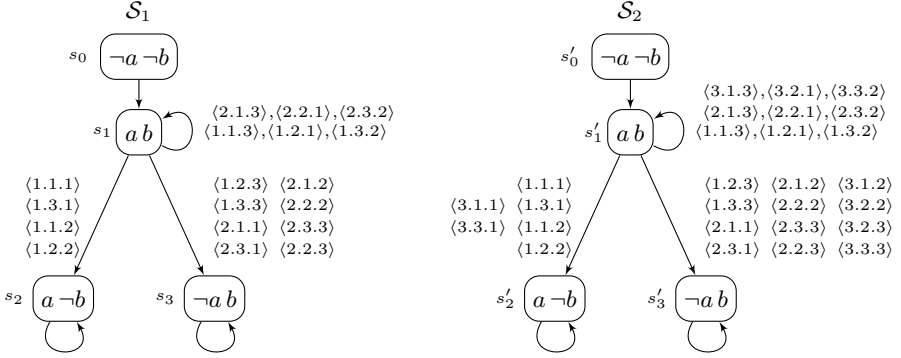 𝒮₁
s₀ ¬a ¬b
s₁ a b
⟨2.1.3⟩,⟨2.2.1⟩,⟨2.3.2⟩
⟨1.1.3⟩,⟨1.2.1⟩,⟨1.3.2⟩
⟨1.1.1⟩
⟨1.3.1⟩
⟨1.1.2⟩
⟨1.2.2⟩
⟨1.2.3⟩ ⟨2.1.2⟩
⟨1.3.3⟩ ⟨2.2.2⟩
⟨2.1.1⟩ ⟨2.3.3⟩
⟨2.3.1⟩ ⟨2.2.3⟩
s₂ a ¬b
s₃ ¬a b
𝒮₂
s′₀ ¬a ¬b
s′₁ a b
⟨3.1.3⟩,⟨3.2.1⟩,⟨3.3.2⟩
⟨2.1.3⟩,⟨2.2.1⟩,⟨2.3.2⟩
⟨1.1.3⟩,⟨1.2.1⟩,⟨1.3.2⟩
⟨1.1.1⟩
⟨3.1.1⟩ ⟨1.3.1⟩
⟨3.3.1⟩ ⟨1.1.2⟩
⟨1.2.2⟩
⟨1.2.3⟩ ⟨2.1.2⟩ ⟨3.1.2⟩
⟨1.3.3⟩ ⟨2.2.2⟩ ⟨3.2.2⟩
⟨2.1.1⟩ ⟨2.3.3⟩ ⟨3.2.3⟩
⟨2.3.1⟩ ⟨2.2.3⟩ ⟨3.3.3⟩
s′₂ a ¬b
s′₃ ¬a b